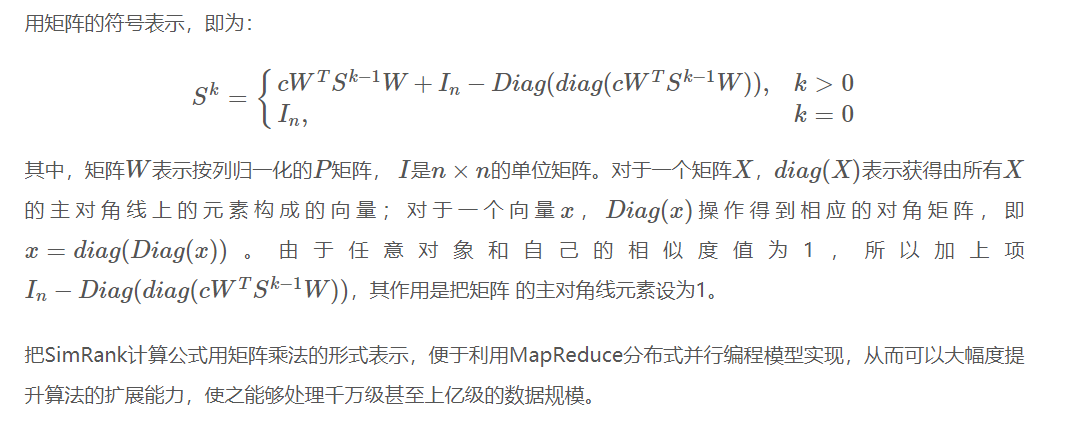 用矩阵的符号表示，即为：
S^k = { cW^T S^{k-1} W + I_n − Diag(diag(cW^T S^{k-1} W)), k > 0
I_n, k = 0
其中，矩阵W表示按列归一化的P矩阵， I是n × n的单位矩阵。对于一个矩阵X，diag(X)表示获得由所有X
的主对角线上的元素构成的向量；对于一个向量x，Diag(x)操作得到相应的对角矩阵，即
x = diag(Diag(x)) 。由于任意对象和自己的相似度值为1，所以加上项
I_n − Diag(diag(cW^T S^{k-1} W))，其作用是把矩阵 的主对角线元素设为1。
把SimRank计算公式用矩阵乘法的形式表示，便于利用MapReduce分布式并行编程模型实现，从而可以大幅度提
升算法的扩展能力，使之能够处理千万级甚至上亿级的数据规模。